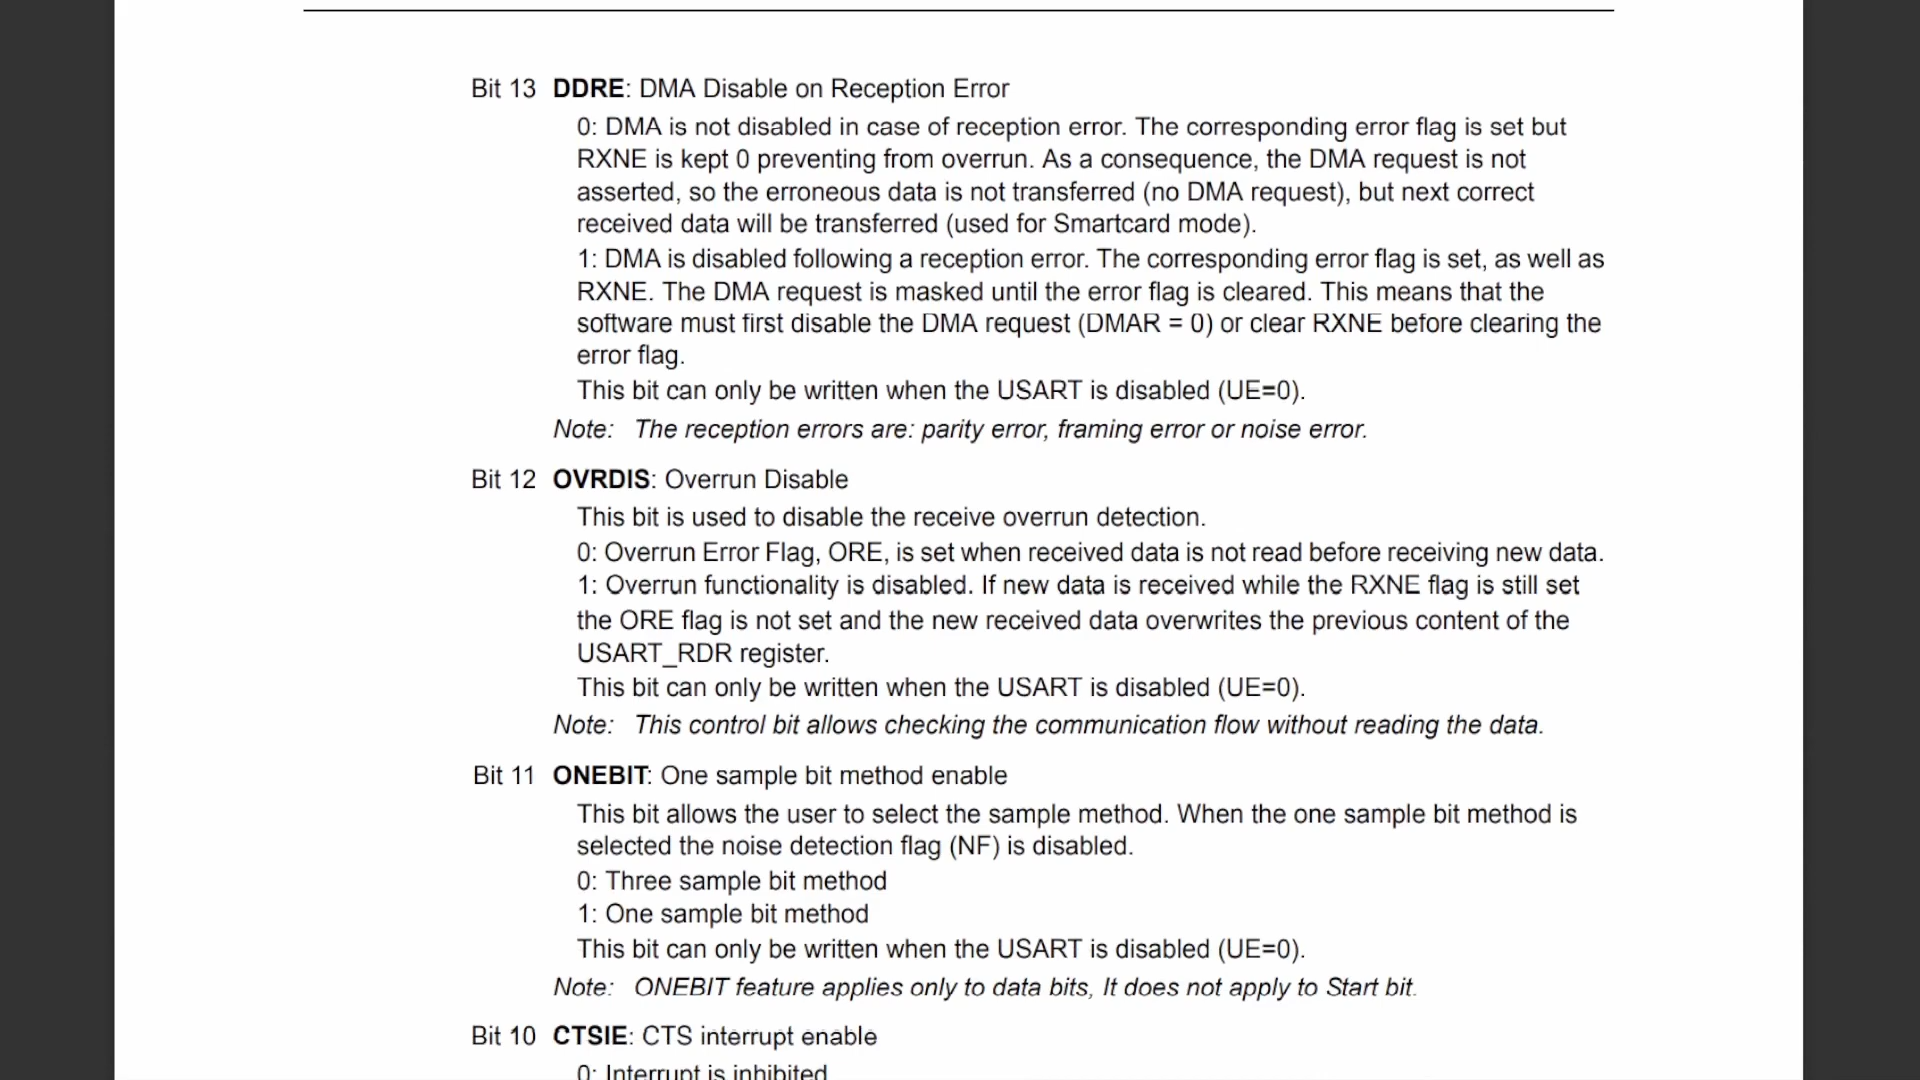 Bit 13 DDRE: DMA Disable on Reception Error
0: DMA is not disabled in case of reception error. The corresponding error flag is set but
RXNE is kept 0 preventing from overrun. As a consequence, the DMA request is not
asserted, so the erroneous data is not transferred (no DMA request), but next correct
received data will be transferred (used for Smartcard mode).
1: DMA is disabled following a reception error. The corresponding error flag is set, as well as
RXNE. The DMA request is masked until the error flag is cleared. This means that the
software must first disable the DMA request (DMAR = 0) or clear RXNE before clearing the
error flag.
This bit can only be written when the USART is disabled (UE=0).
Note: The reception errors are: parity error, framing error or noise error.
Bit 12 OVRDIS: Overrun Disable
This bit is used to disable the receive overrun detection.
0: Overrun Error Flag, ORE, is set when received data is not read before receiving new data.
1: Overrun functionality is disabled. If new data is received while the RXNE flag is still set
the ORE flag is not set and the new received data overwrites the previous content of the
USART_RDR register.
This bit can only be written when the USART is disabled (UE=0).
Note: This control bit allows checking the communication flow without reading the data.
Bit 11 ONEBIT: One sample bit method enable
This bit allows the user to select the sample method. When the one sample bit method is
selected the noise detection flag (NF) is disabled.
0: Three sample bit method
1: One sample bit method
This bit can only be written when the USART is disabled (UE=0).
Note: ONEBIT feature applies only to data bits, It does not apply to Start bit.
Bit 10 CTSIE: CTS interrupt enable
0: Interrupt is inhibited